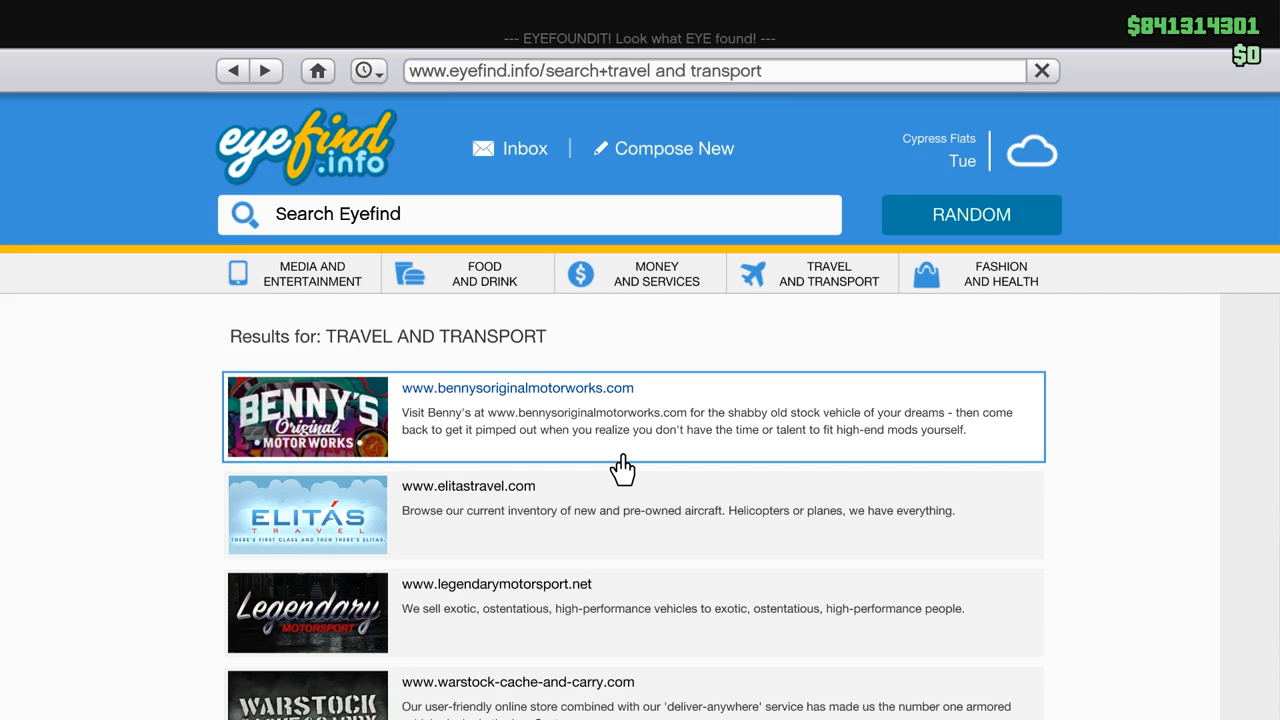 $841314301
--- EYEFOUNDIT! Look what EYE found! ---
$0
www.eyefind.info/search+travel and transport
eyefind
.info
Inbox
Compose New
Cypress Flats
Tue
Search Eyefind
RANDOM
MEDIA AND
ENTERTAINMENT
FOOD
AND DRINK
MONEY
AND SERVICES
TRAVEL
AND TRANSPORT
FASHION
AND HEALTH
Results for: TRAVEL AND TRANSPORT
BENNY'S
Original
MOTOR WORKS
www.bennysoriginalmotorworks.com
Visit Benny's at www.bennysoriginalmotorworks.com for the shabby old stock vehicle of your dreams - then come
back to get it pimped out when you realize you don't have the time or talent to fit high-end mods yourself.
ELITÁS
TRAVEL
THERE'S FIRST CLASS AND THEN THERE'S ELITAS.
www.elitastravel.com
Browse our current inventory of new and pre-owned aircraft. Helicopters or planes, we have everything.
Legendary
MOTORSPORT
www.legendarymotorsport.net
We sell exotic, ostentatious, high-performance vehicles to exotic, ostentatious, high-performance people.
WARSTOCK
www.warstock-cache-and-carry.com
Our user-friendly online store combined with our 'deliver-anywhere' service has made us the number one armored